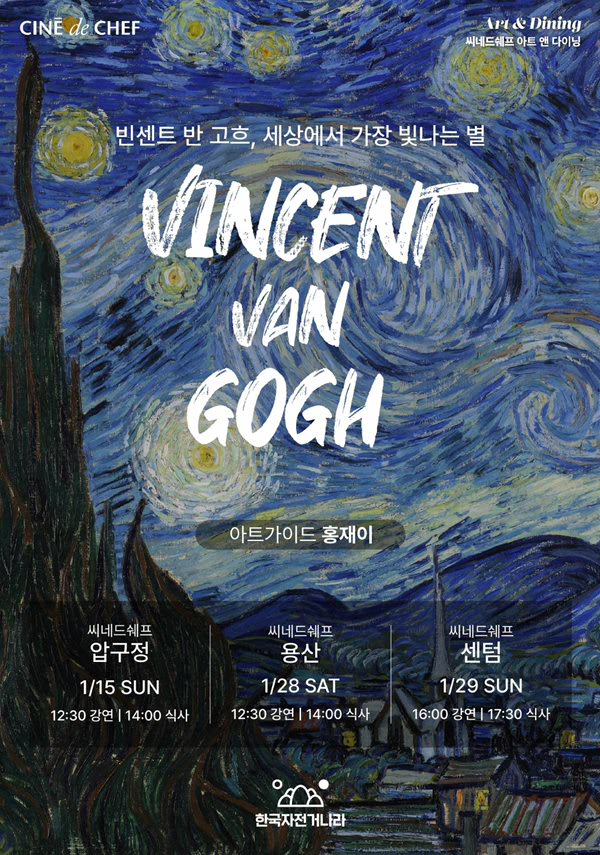 CINĒ de CHEF
Art & Dining
씨네드쉐프 아트 앤 다이닝
빈센트 반 고흐, 세상에서 가장 빛나는 별
VINCENT
VAN
GOGH
아트가이드 홍재이
씨네드쉐프
압구정
1/15 SUN
12:30 강연 | 14:00 식사
씨네드쉐프
용산
1/28 SAT
12:30 강연 | 14:00 식사
씨네드쉐프
센텀
1/29 SUN
16:00 강연 | 17:30 식사
한국자전거나라